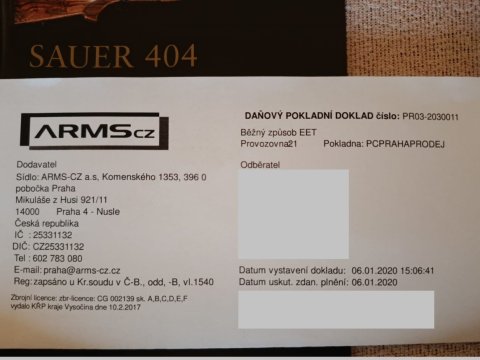 SAUER 404
ARMS CZ
DAŇOVÝ POKLADNÍ DOKLAD číslo: PR03-2030011
Běžný způsob EET
Provozovna21 Pokladna: PCPRAHAPRODEJ
Dodavatel
Odběratel
Sídlo: ARMS-CZ a.s, Komenského 1353, 396 0
pobočka Praha
Mikuláše z Husi 921/11
14000 Praha 4 - Nusle
Česká republika
IČ : 25331132
DIČ: CZ25331132
Tel : 602 783 080
E-mail: praha@arms-cz.cz
Reg: zapsáno u Kr.soudu v Č-B., odd, -B, vl.1540
Datum vystavení dokladu: 06.01.2020 15:06:41
Datum uskut. zdan. plnění: 06.01.2020
Zbrojní licence: zbr-licence: CG 002139 sk. A,B,C,D,E,F
vydalo KŘP kraje Vysočina dne 10.2.2017